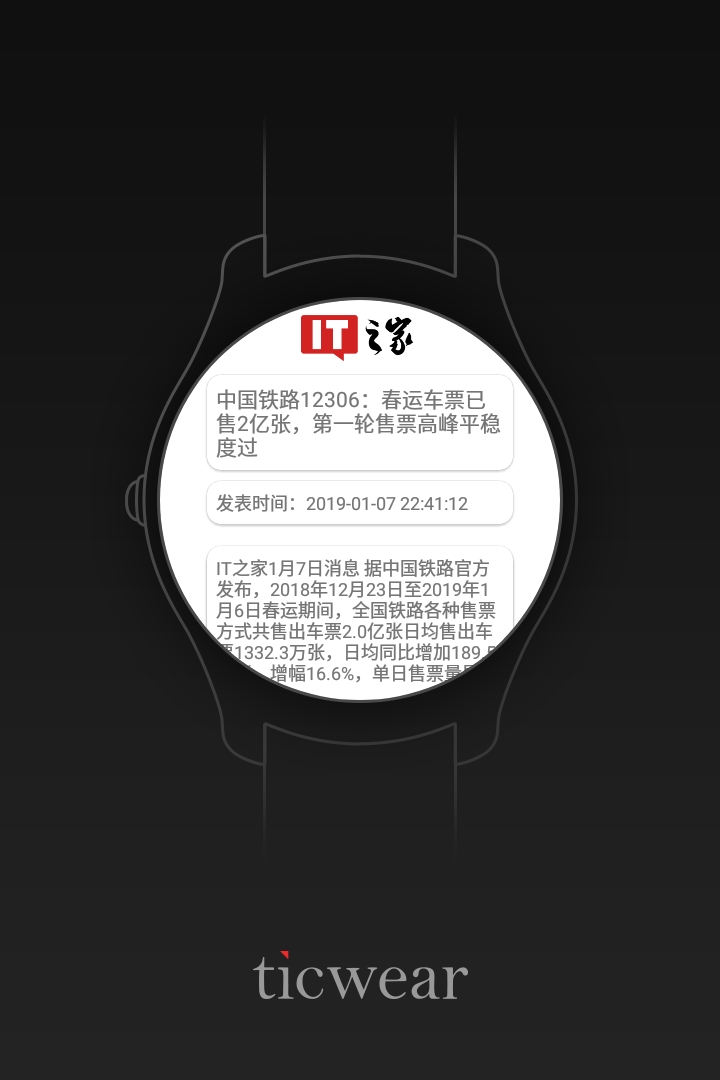 IT之家
中国铁路12306：春运车票已
售2亿张，第一轮售票高峰平稳
度过
发表时间：2019-01-07 22:41:12
IT之家1月7日消息 据中国铁路官方
发布，2018年12月23日至2019年1
月6日春运期间，全国铁路各种售票
方式共售出车票2.0亿张日均售出车
票1332.3万张，日均同比增加189.
增幅16.6%，单日售票量
ticwear